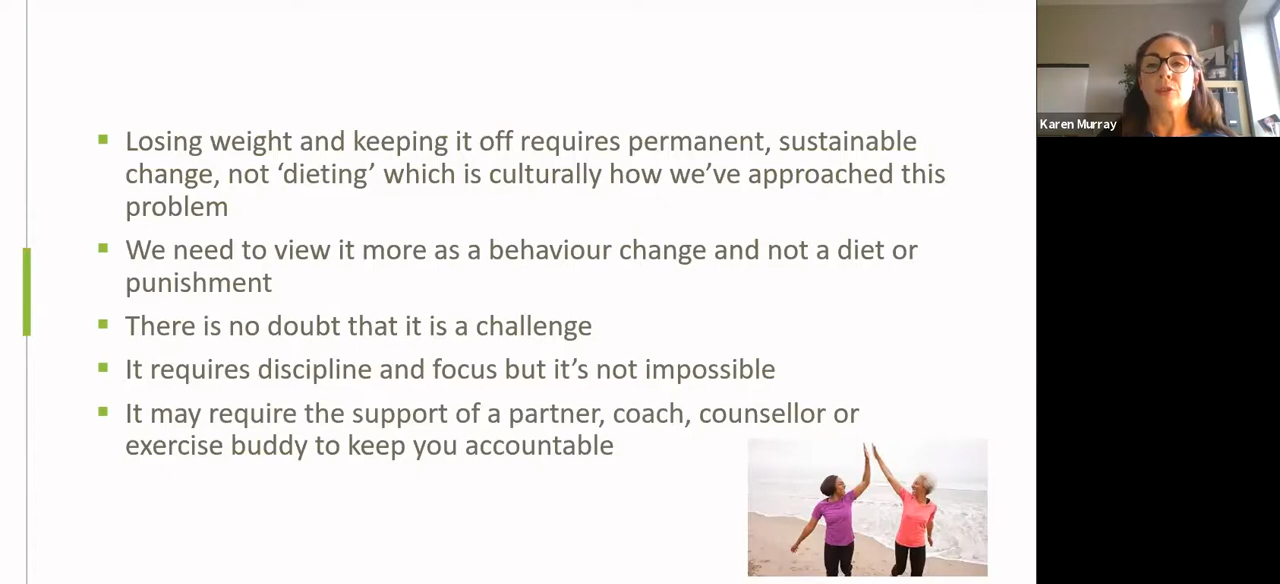 Losing weight and keeping it off requires permanent, sustainable
change, not ‘dieting’ which is culturally how we’ve approached this
problem
We need to view it more as a behaviour change and not a diet or
punishment
There is no doubt that it is a challenge
It requires discipline and focus but it’s not impossible
It may require the support of a partner, coach, counsellor or
exercise buddy to keep you accountable
Karen Murray